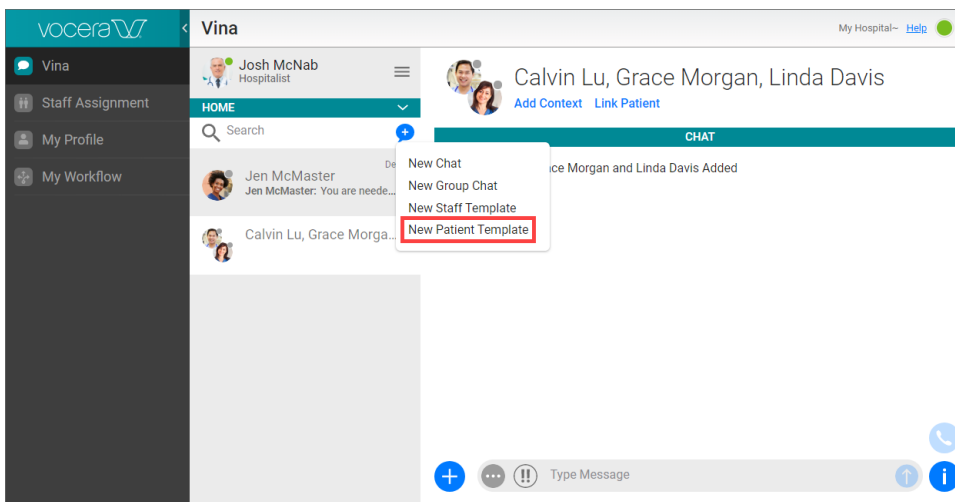 vocera
Vina
My Hospital~ Help
Vina
Staff Assignment
My Profile
My Workflow
Josh McNab
Hospitalist
HOME
Search
Jen McMaster
De
Jen McMaster: You are neede...
Calvin Lu, Grace Morga...
New Chat
New Group Chat
New Staff Template
New Patient Template
Calvin Lu, Grace Morgan, Linda Davis
Add Context Link Patient
CHAT
ce Morgan and Linda Davis Added
Type Message